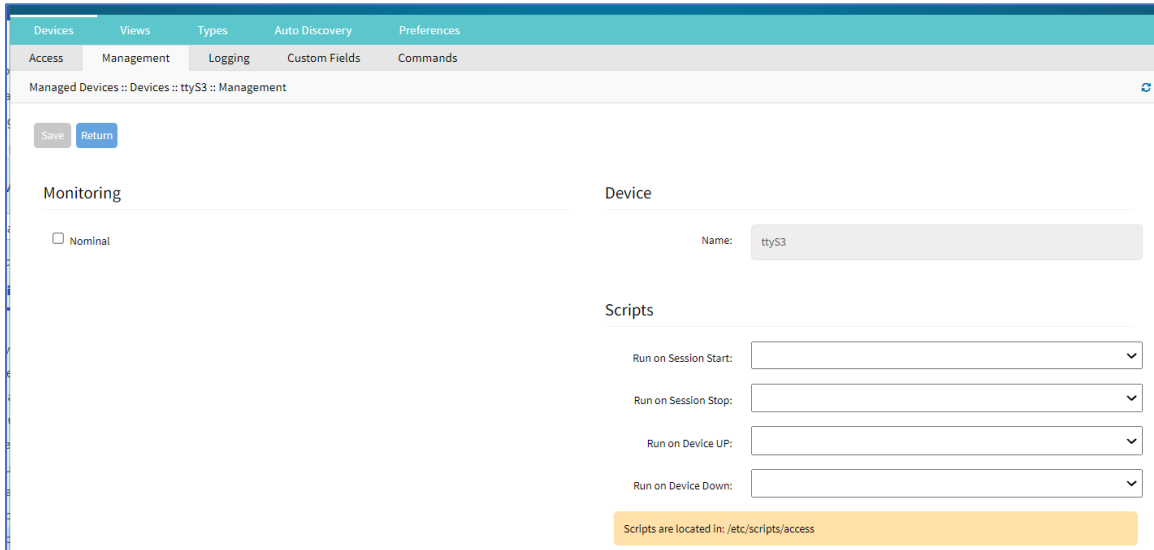 Devices Views Types Auto Discovery Preferences
Access Management Logging Custom Fields Commands
Managed Devices :: Devices :: ttyS3 :: Management
Save Return
Monitoring
Nominal
Device
Name: ttyS3
Scripts
Run on Session Start:
Run on Session Stop:
Run on Device UP:
Run on Device Down:
Scripts are located in: /etc/scripts/access